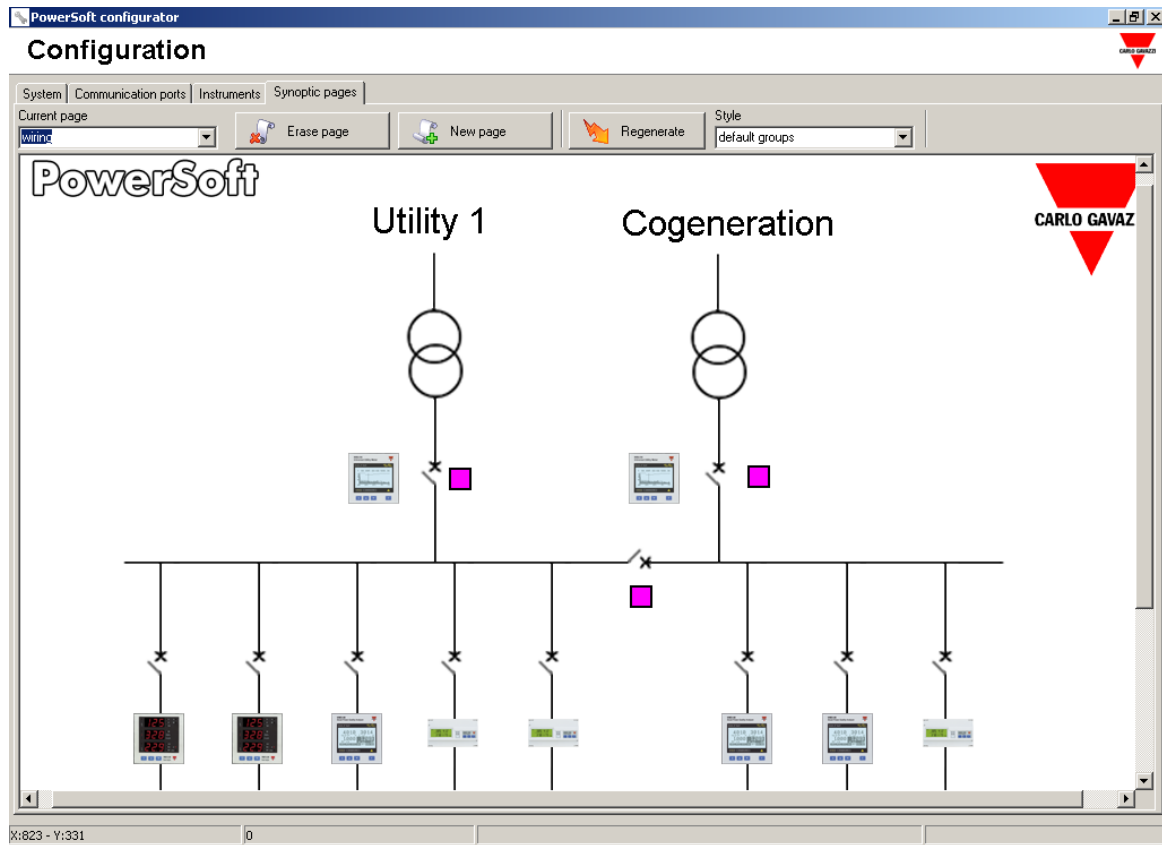 PowerSoft configurator
Configuration
CARLO GAVAZZI
System Communication ports Instruments Synoptic pages
Current page
wiring
Erase page
New page
Regenerate
Style
default groups
PowerSoft
CARLO GAVAZ
Utility 1 Cogeneration
X:823 - Y:331 0